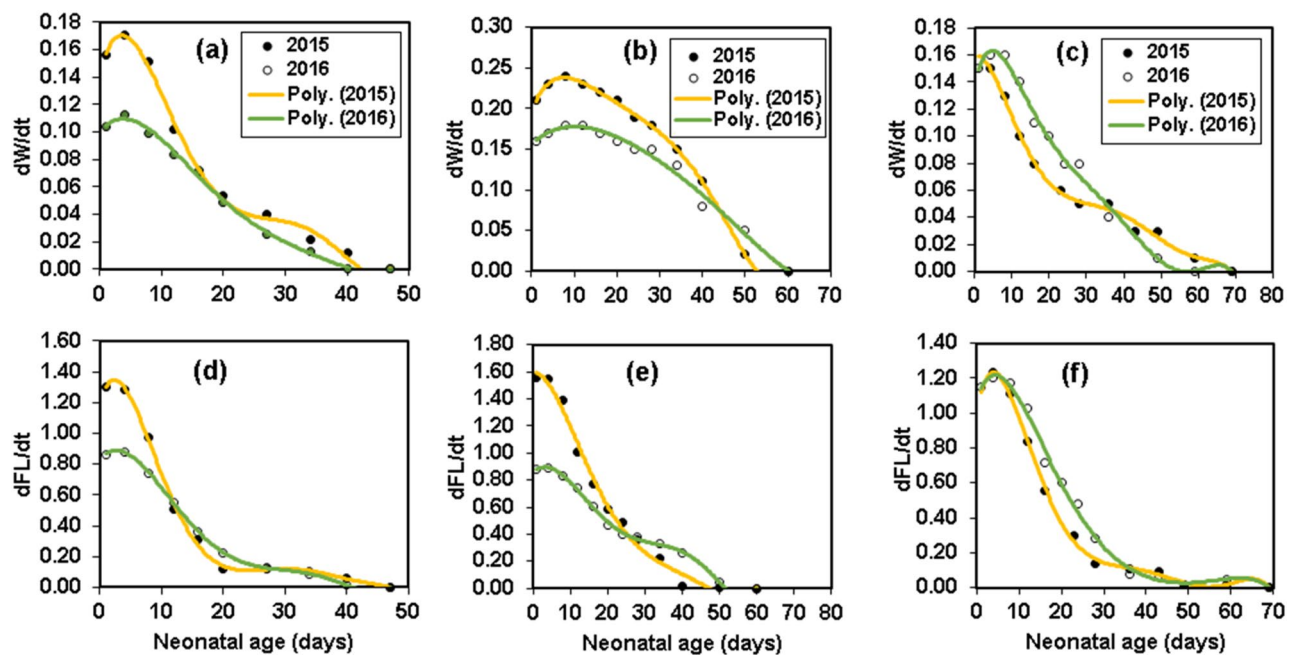 (a)
dW/dt
0.18
0.16
0.14
0.12
0.10
0.08
0.06
0.04
0.02
0.00
0 10 20 30 40 50
2015
2016
Poly. (2015)
Poly. (2016)
(b)
dW/dt
0.30
0.25
0.20
0.15
0.10
0.05
0.00
0 10 20 30 40 50 60 70
2015
2016
Poly. (2015)
Poly. (2016)
(c)
dW/dt
0.18
0.16
0.14
0.12
0.10
0.08
0.06
0.04
0.02
0.00
0 10 20 30 40 50 60 70 80
2015
2016
Poly. (2015)
Poly. (2016)
(d)
dFL/dt
1.60
1.40
1.20
1.00
0.80
0.60
0.40
0.20
0.00
0 10 20 30 40 50
Neonatal age (days)
(e)
dFL/dt
1.80
1.60
1.40
1.20
1.00
0.80
0.60
0.40
0.20
0.00
0 10 20 30 40 50 60 70 80
Neonatal age (days)
(f)
dFL/dt
1.40
1.20
1.00
0.80
0.60
0.40
0.20
0.00
0 10 20 30 40 50 60 70
Neonatal age (days)